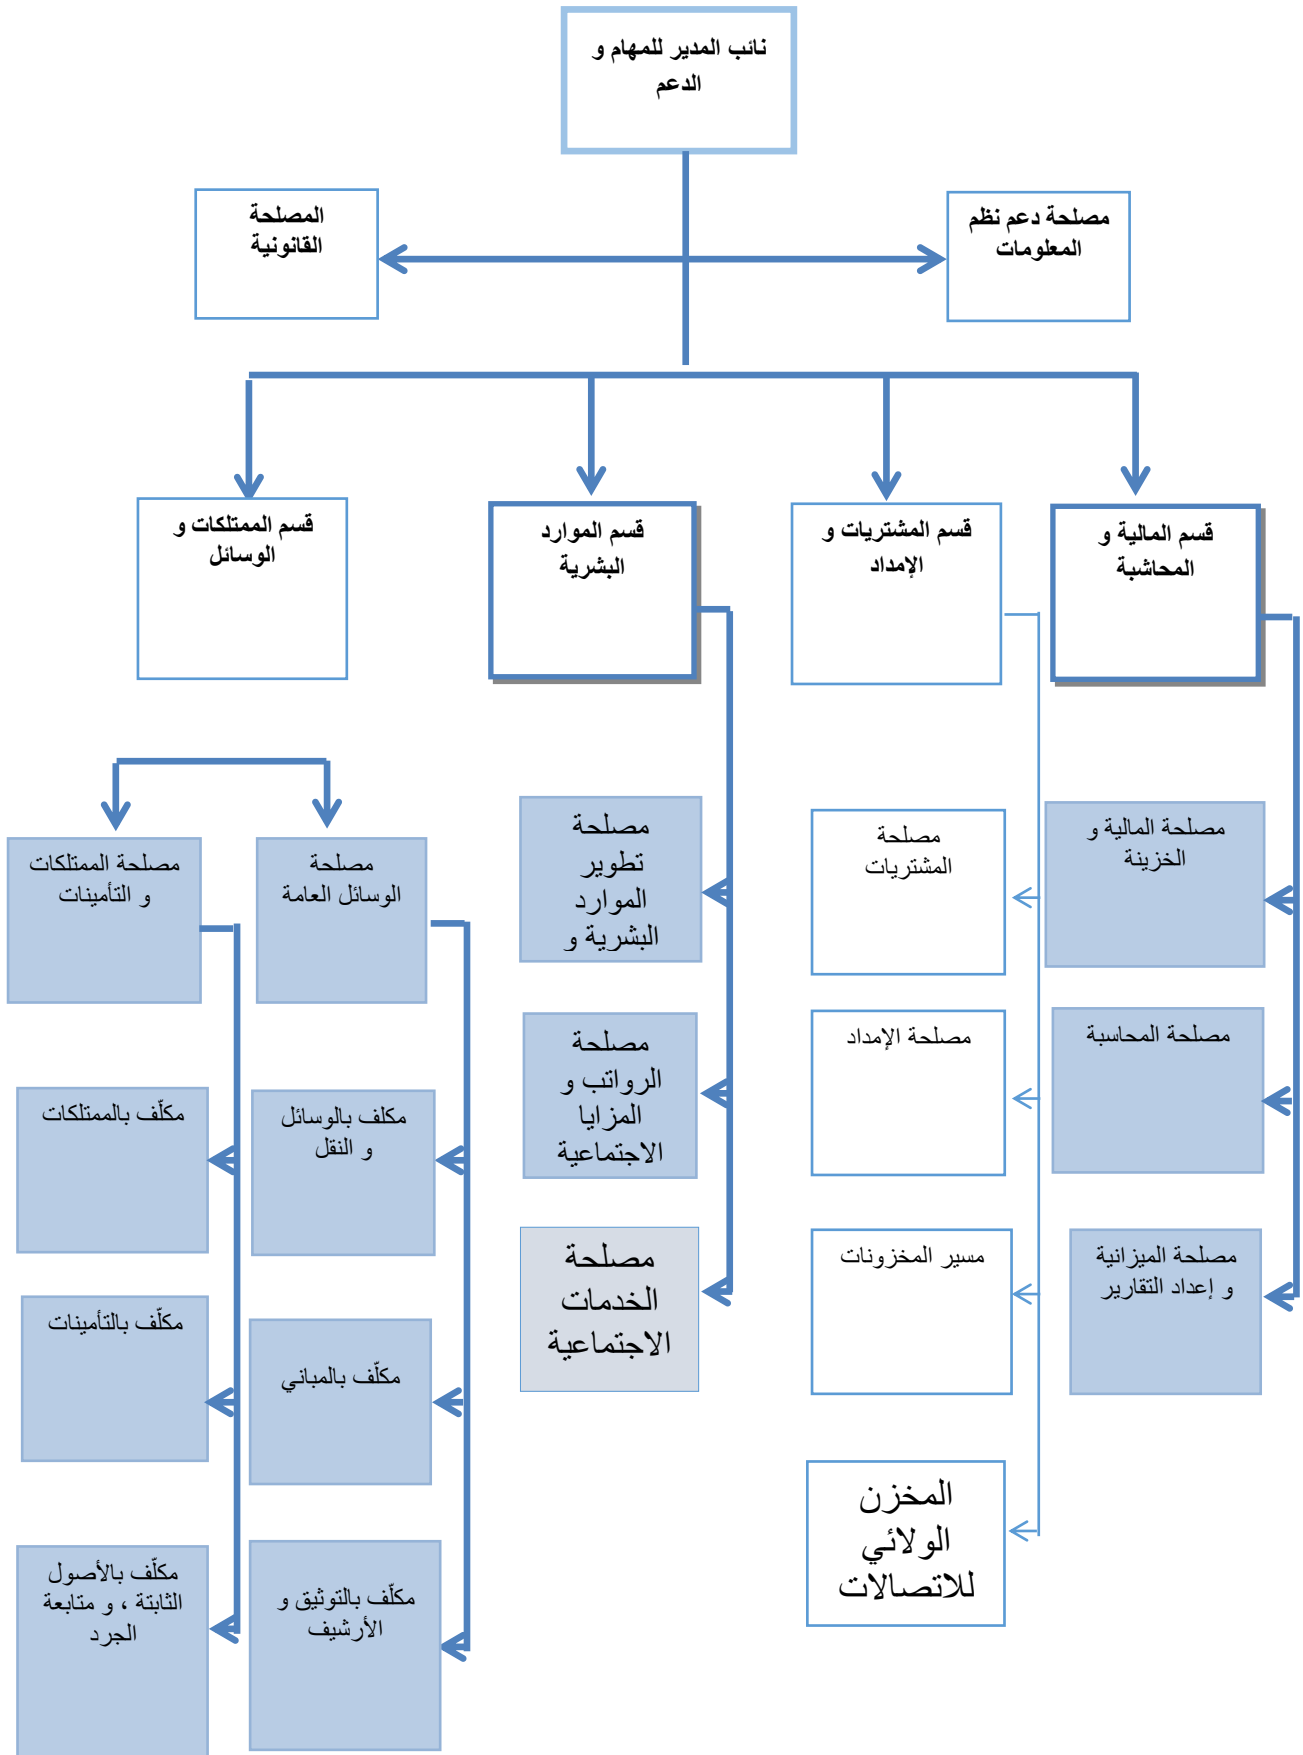 نائب المدير للمهام و
الدعم
مصلحة دعم نظم
المعلومات
المصلحة
القانونية
قسم المالية و
المحاشبة
قسم المشتريات و
الإمداد
قسم الموارد
البشرية
قسم الممتلكات و
الوسائل
مصلحة المالية و
الخزينة
مصلحة
المشتريات
مصلحة
تطوير
الموارد
البشرية و
مصلحة
الوسائل العامة
مصلحة الممتلكات
و التأمينات
مصلحة المحاسبة
مصلحة الإمداد
مصلحة
الرواتب و
المزايا
الاجتماعية
مكلف بالوسائل
و النقل
مكلّف بالممتلكات
مصلحة الميزانية
و إعداد التقارير
مسير المخزونات
مصلحة
الخدمات
الاجتماعية
مكلّف بالمباني
مكلّف بالتأمينات
المخزن
الولائي
للاتصالات
مكلّف بالتوثيق و
الأرشيف
مكلّف بالأصول
الثابتة ، و متابعة
الجرد